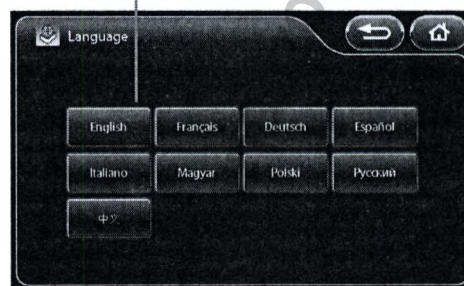 Language
English Français Deutsch Español
Italiano Magyar Polski Русский
中文